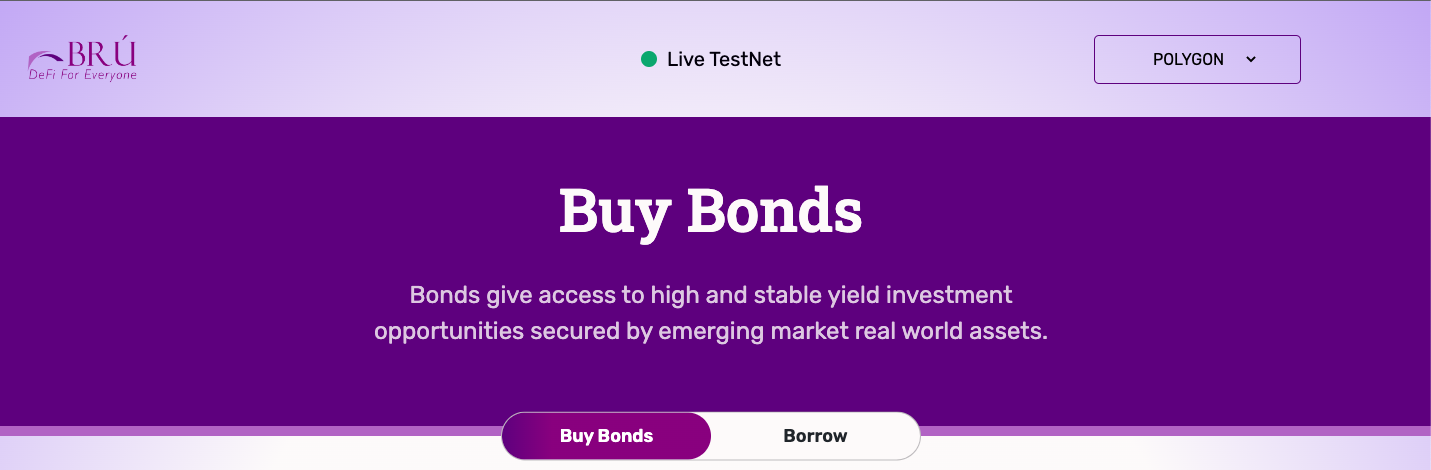 BRÚ
DeFi For Everyone
Live TestNet
POLYGON
Buy Bonds
Bonds give access to high and stable yield investment
opportunities secured by emerging market real world assets.
Buy Bonds
Borrow